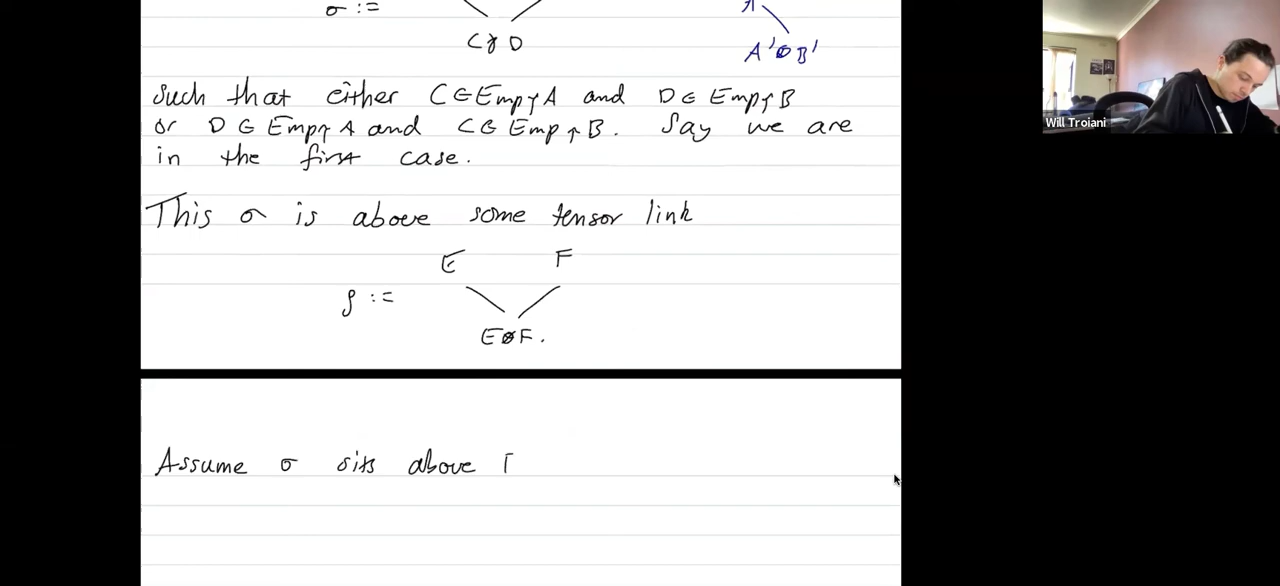 σ :=
C ⅋ D
A' ⊗ B'
such that either C ∈ Emp↑A and D ∈ Emp↑B
or D ∈ Emp↑A and C ∈ Emp↑B. Say we are
in the first case.
This σ is above some tensor link
E F
ρ :=
E⊗F.
Assume σ sits above
Will Troiani